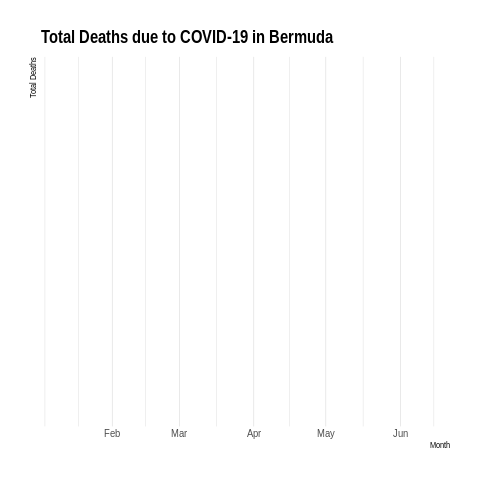 Total Deaths due to COVID-19 in Bermuda
Total Deaths
Feb Mar Apr May Jun
Month